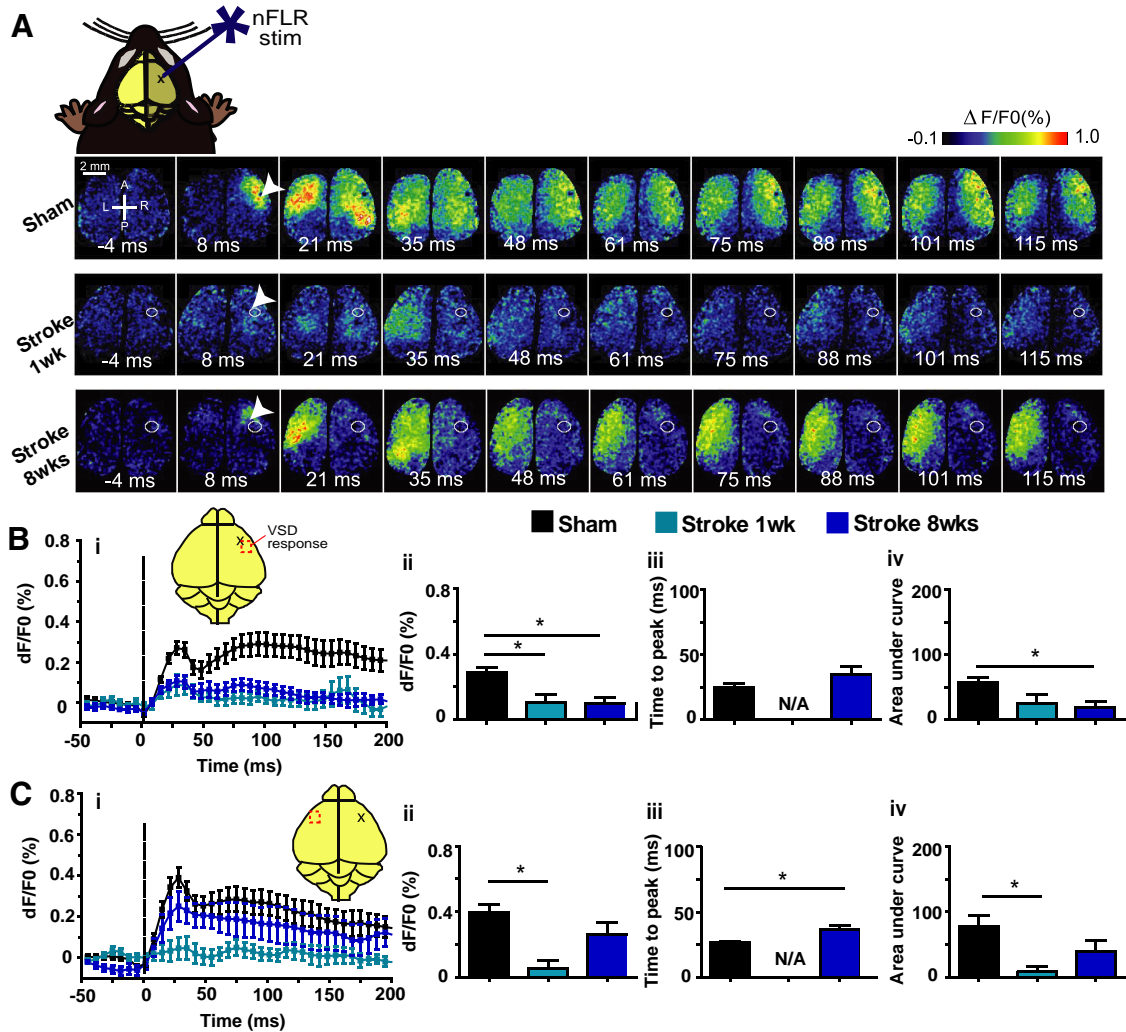 A
nFLR
stim
Δ F/F0(%)
-0.1
1.0
2 mm
A
L R
P
Sham
-4 ms 8 ms 21 ms 35 ms 48 ms 61 ms 75 ms 88 ms 101 ms 115 ms
Stroke
1wk
-4 ms 8 ms 21 ms 35 ms 48 ms 61 ms 75 ms 88 ms 101 ms 115 ms
Stroke
8wks
-4 ms 8 ms 21 ms 35 ms 48 ms 61 ms 75 ms 88 ms 101 ms 115 ms
Sham Stroke 1wk Stroke 8wks
B
i
x
VSD
response
dF/F0 (%)
0.8
0.6
0.4
0.2
0
-50 0 50 100 150 200
Time (ms)
ii
dF/F0 (%)
0.8
0.4
0
*
*
iii
Time to peak (ms)
100
50
0
N/A
iv
Area under curve
200
100
0
*
C
i
x
dF/F0 (%)
0.8
0.6
0.4
0.2
0
-50 0 50 100 150 200
Time (ms)
ii
dF/F0 (%)
0.8
0.4
0
*
iii
Time to peak (ms)
100
50
0
N/A
*
iv
Area under curve
200
100
0
*